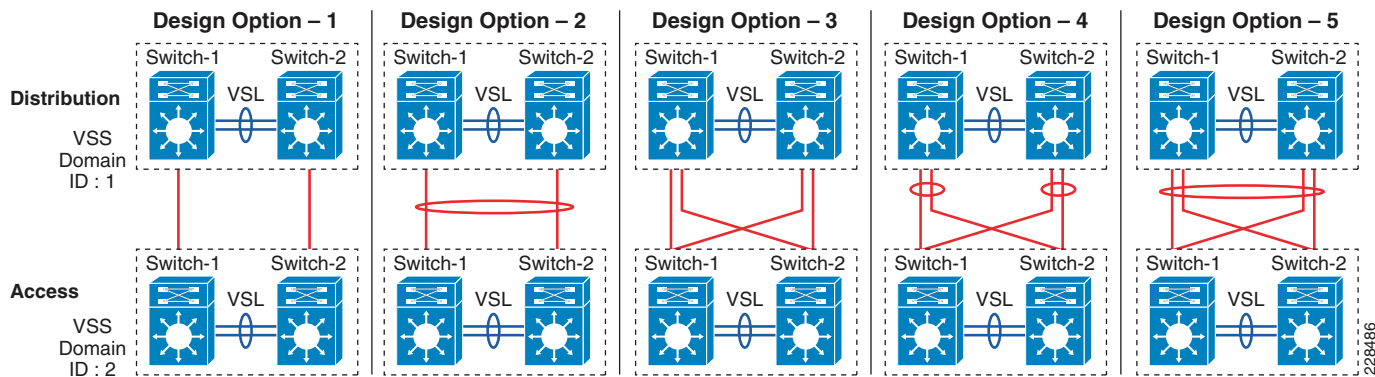 Design Option – 1
Design Option – 2
Design Option – 3
Design Option – 4
Design Option – 5
Switch-1
Switch-2
Switch-1
Switch-2
Switch-1
Switch-2
Switch-1
Switch-2
Switch-1
Switch-2
Distribution
VSL
VSL
VSL
VSL
VSL
VSS
Domain
ID : 1
Switch-1
Switch-2
Switch-1
Switch-2
Switch-1
Switch-2
Switch-1
Switch-2
Switch-1
Switch-2
Access
VSL
VSL
VSL
VSL
VSL
VSS
Domain
ID : 2
228486